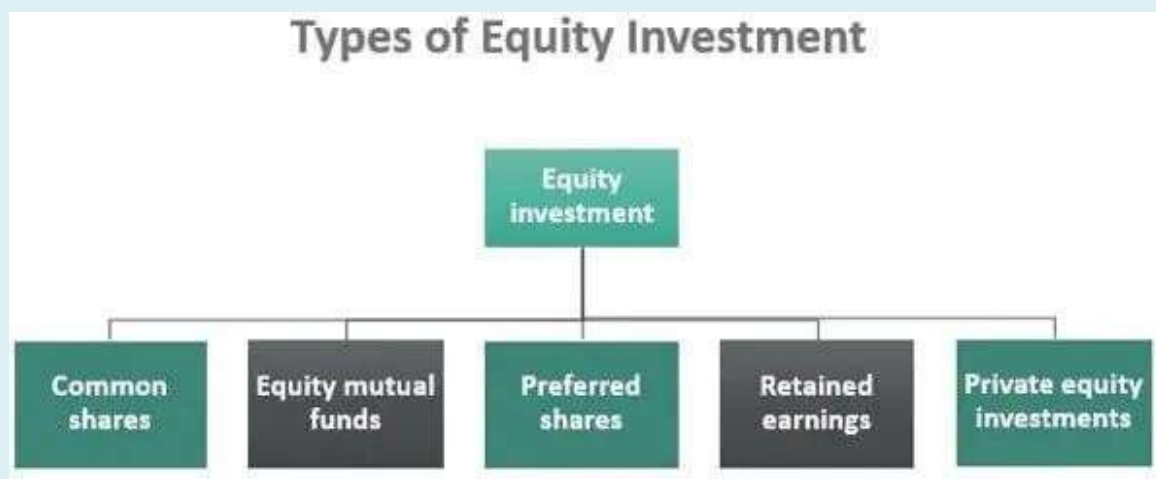 Types of Equity Investment
Equity
investment
Common
shares
Equity mutual
funds
Preferred
shares
Retained
earnings
Private equity
investments